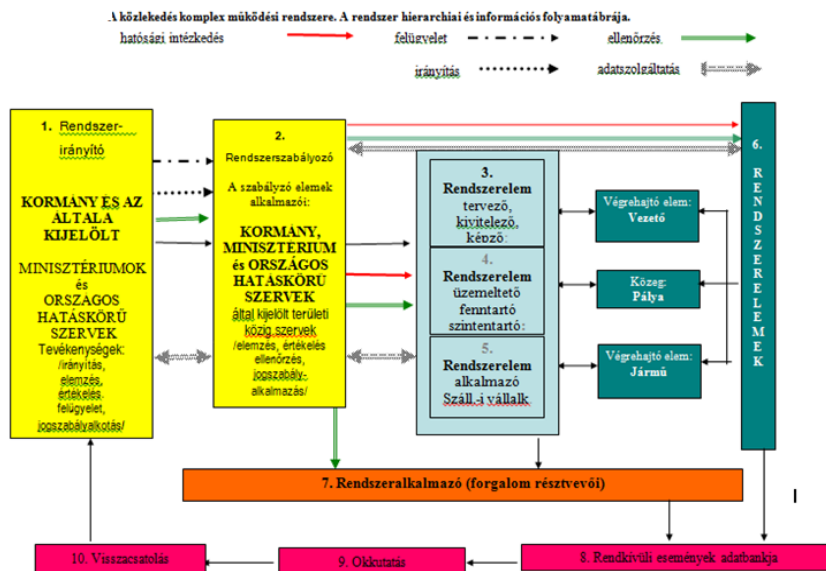 A közlekedés komplex működési rendszere. A rendszer hierarchiai és információs folyamatábrája.
hatósági intézkedés
felügyelet
ellenőrzés
irányítás
adatszolgáltatás
1. Rendszer-
irányító
KORMÁNY ÉS AZ
ÁLTALA
KIJELÖLT
MINISZTÉRIUMOK
és
ORSZÁGOS
HATÁSKÖRŰ
SZERVEK
Tevékenységek:
/irányítás,
elemzés,
értékelés.
felügyelet,
jogszabályalkotás/
2.
Rendszerszabályozó
A szabályzó elemek
alkalmazói:
KORMÁNY,
MINISZTÉRIUM
és ORSZÁGOS
HATÁSKÖRŰ
SZERVEK
által kijelölt területi
közig szervek
/elemzés, értékelés
ellenőrzés,
jogszabály-
alkalmazás/
3.
Rendszerelem
tervező,
kivitelező,
képző:
4.
Rendszerelem
üzemeltető
fenntartó
szintentartó:
5.
Rendszerelem
alkalmazó
Száll.-i vállalk
Végrehajtó elem:
Vezető
Közeg:
Pálya
Végrehajtó elem:
Jármű
6. RENDSZERELEMEK
7. Rendszeralkalmazó (forgalom résztvevői)
8. Rendkívüli események adatbankja
9. Okkutatás
10. Visszacsatolás